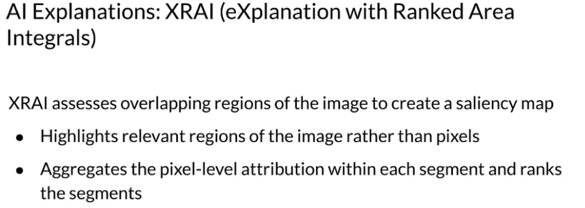 AI Explanations: XRAI (eXplanation with Ranked Area
Integrals)
XRAI assesses overlapping regions of the image to create a saliency map
● Highlights relevant regions of the image rather than pixels
● Aggregates the pixel-level attribution within each segment and ranks
the segments